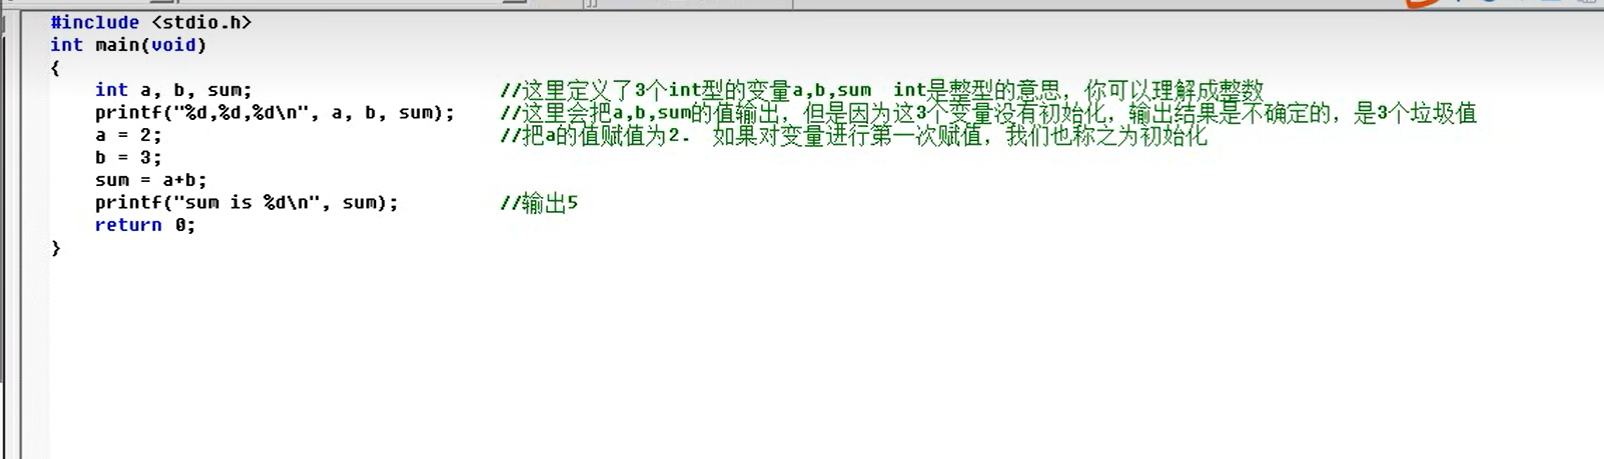 #include <stdio.h>
int main(void)
{
int a, b, sum; //这里定义了3个int型的变量a,b,sum int是整型的意思，你可以理解成整数
printf("%d,%d,%d\n", a, b, sum); //这里会把a,b,sum的值输出，但是因为这3个变量没有初始化，输出结果是不确定的，是3个垃圾值
a = 2; //把a的值赋值为2. 如果对变量进行第一次赋值，我们也称之为初始化
b = 3;
sum = a+b;
printf("sum is %d\n", sum); //输出5
return 0;
}